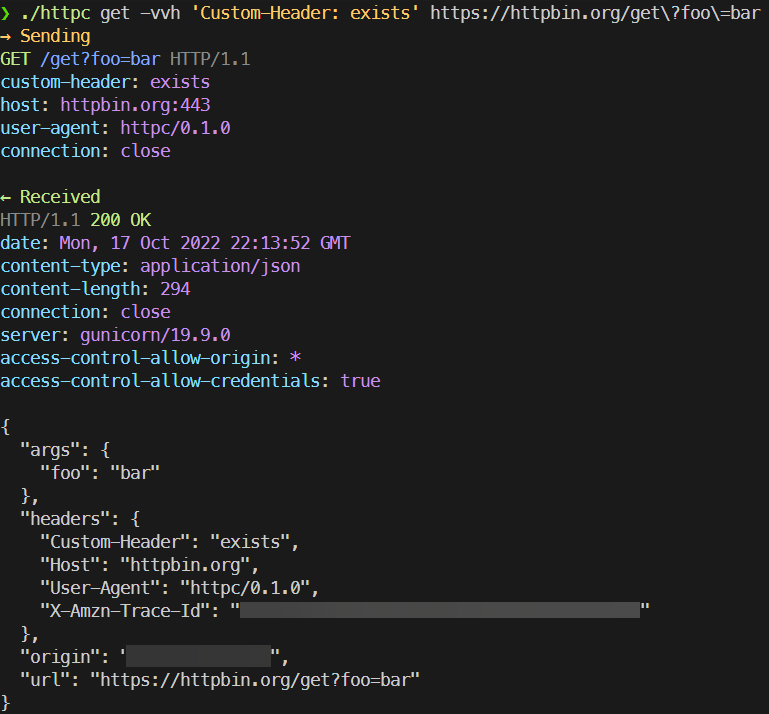 ❯ ./httpc get -vvh 'Custom-Header: exists' https://httpbin.org/get\?foo\=bar
→ Sending
GET /get?foo=bar HTTP/1.1
custom-header: exists
host: httpbin.org:443
user-agent: httpc/0.1.0
connection: close

← Received
HTTP/1.1 200 OK
date: Mon, 17 Oct 2022 22:13:52 GMT
content-type: application/json
content-length: 294
connection: close
server: gunicorn/19.9.0
access-control-allow-origin: *
access-control-allow-credentials: true

{
  "args": {
    "foo": "bar"
  },
  "headers": {
    "Custom-Header": "exists",
    "Host": "httpbin.org",
    "User-Agent": "httpc/0.1.0",
    "X-Amzn-Trace-Id": ""
  },
  "origin": "",
  "url": "https://httpbin.org/get?foo=bar"
}